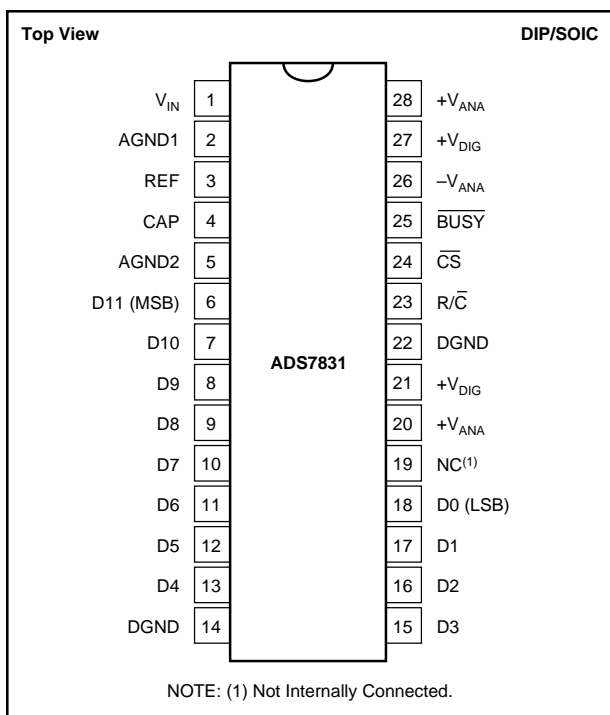 Top View DIP/SOIC
V_IN 1 28 +V_ANA
AGND1 2 27 +V_DIG
REF 3 26 –V_ANA
CAP 4 25 B̅U̅S̅Y̅
AGND2 5 24 C̅S̅
D11 (MSB) 6 23 R/C̅
D10 7 22 DGND
ADS7831
D9 8 21 +V_DIG
D8 9 20 +V_ANA
D7 10 19 NC(1)
D6 11 18 D0 (LSB)
D5 12 17 D1
D4 13 16 D2
DGND 14 15 D3
NOTE: (1) Not Internally Connected.